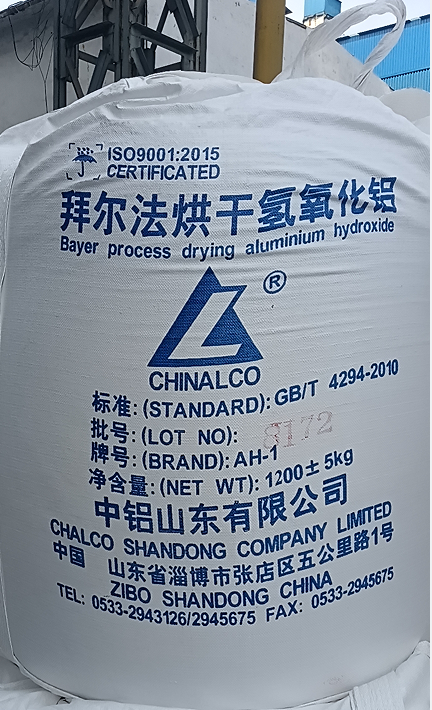 ISO9001:2015
CERTIFICATED
拜尔法烘干氢氧化铝
Bayer process drying aluminium hydroxide
®
CHINALCO
标准: (STANDARD): GB/T 4294-2010
批号: (LOT NO): 8172
牌号: (BRAND): AH-1
净含量: (NET WT): 1200±5kg
中铝山东有限公司
CHALCO SHANDONG COMPANY LIMITED
中国 山东省淄博市张店区五公里路1号
ZIBO SHANDONG CHINA
TEL: 0533-2943126/2945675 FAX: 0533-2945675